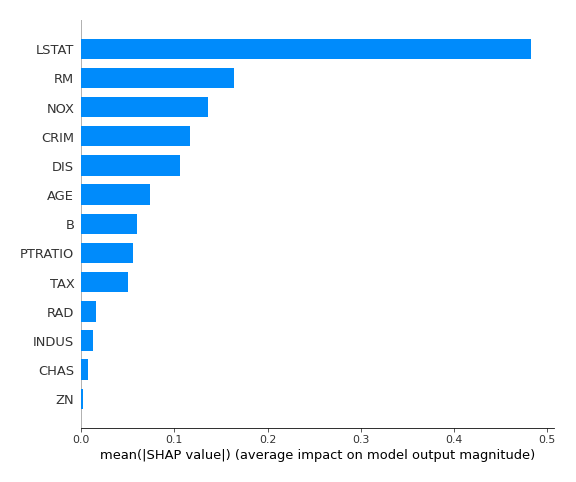 LSTAT
RM
NOX
CRIM
DIS
AGE
B
PTRATIO
TAX
RAD
INDUS
CHAS
ZN
0.0 0.1 0.2 0.3 0.4 0.5
mean(|SHAP value|) (average impact on model output magnitude)